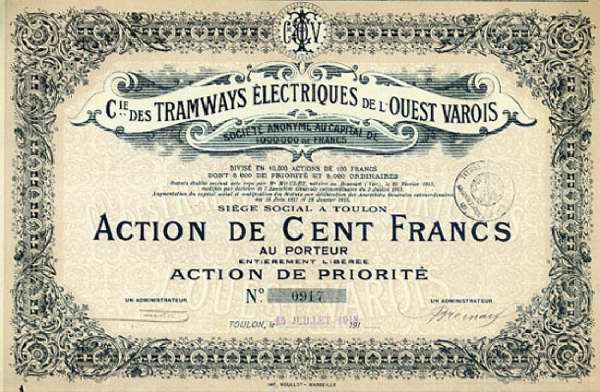 Cie DES TRAMWAYS ÉLECTRIQUES DE L'OUEST VAROIS
SOCIÉTÉ ANONYME AU CAPITAL DE
1.000.000 DE FRANCS
DIVISÉ EN 10.000 ACTIONS DE 100 FRANCS
DONT 5 000 DE PRIORITÉ ET 5.000 ORDINAIRES
SIÈGE SOCIAL A TOULON
ACTION DE CENT FRANCS
AU PORTEUR
ENTIÈREMENT LIBÉRÉE
ACTION DE PRIORITÉ
No 0917
UN ADMINISTRATEUR
UN ADMINISTRATEUR
TOULON, le 15 JUILLET 1918 191
IMP. MOULLOT - MARSEILLE